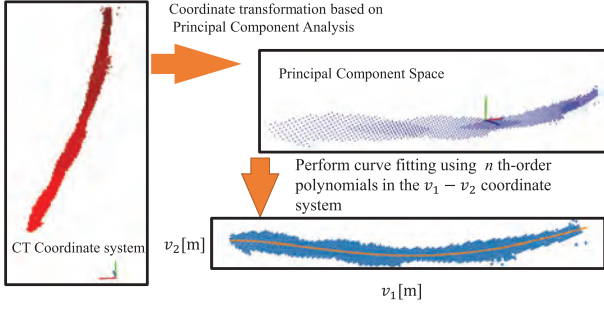 Coordinate transformation based on
Principal Component Analysis
Principal Component Space
Perform curve fitting using n th-order
polynomials in the v₁ − v₂ coordinate
system
CT Coordinate system
v₂[m]
v₁[m]